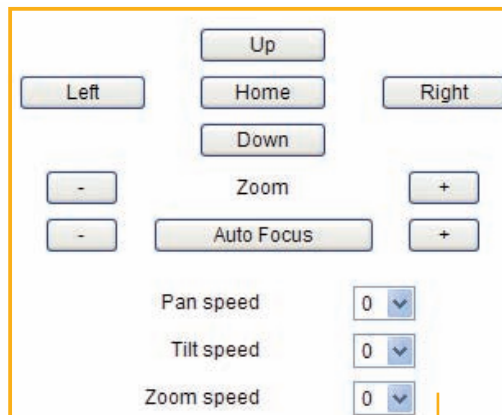 Up
Left Home Right
Down
- Zoom +
- Auto Focus +
Pan speed 0
Tilt speed 0
Zoom speed 0